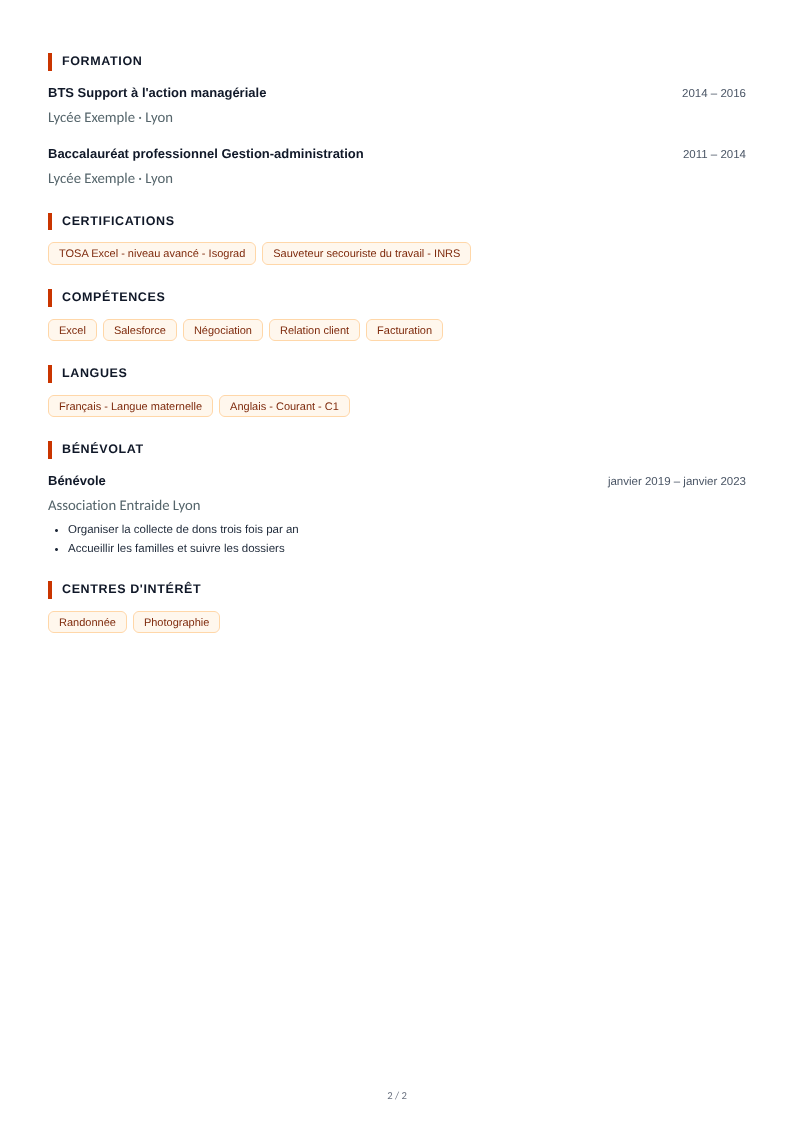 FORMATION
BTS Support à l'action managériale 2014 – 2016
Lycée Exemple · Lyon
Baccalauréat professionnel Gestion-administration 2011 – 2014
Lycée Exemple · Lyon
CERTIFICATIONS
TOSA Excel - niveau avancé - Isograd Sauveteur secouriste du travail - INRS
COMPÉTENCES
Excel Salesforce Négociation Relation client Facturation
LANGUES
Français - Langue maternelle Anglais - Courant - C1
BÉNÉVOLAT
Bénévole janvier 2019 – janvier 2023
Association Entraide Lyon
• Organiser la collecte de dons trois fois par an
• Accueillir les familles et suivre les dossiers
CENTRES D'INTÉRÊT
Randonnée Photographie
2 / 2